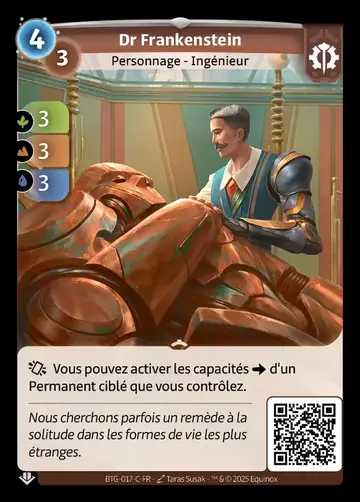 4
Dr Frankenstein
3
Personnage - Ingénieur
3
3
3
Vous pouvez activer les capacités ➔ d'un
Permanent ciblé que vous contrôlez.
Nous cherchons parfois un remède à la
solitude dans les formes de vie les plus
étranges.
BTG-017-C-FR - Taras Susak - ™ & © 2025 Equinox